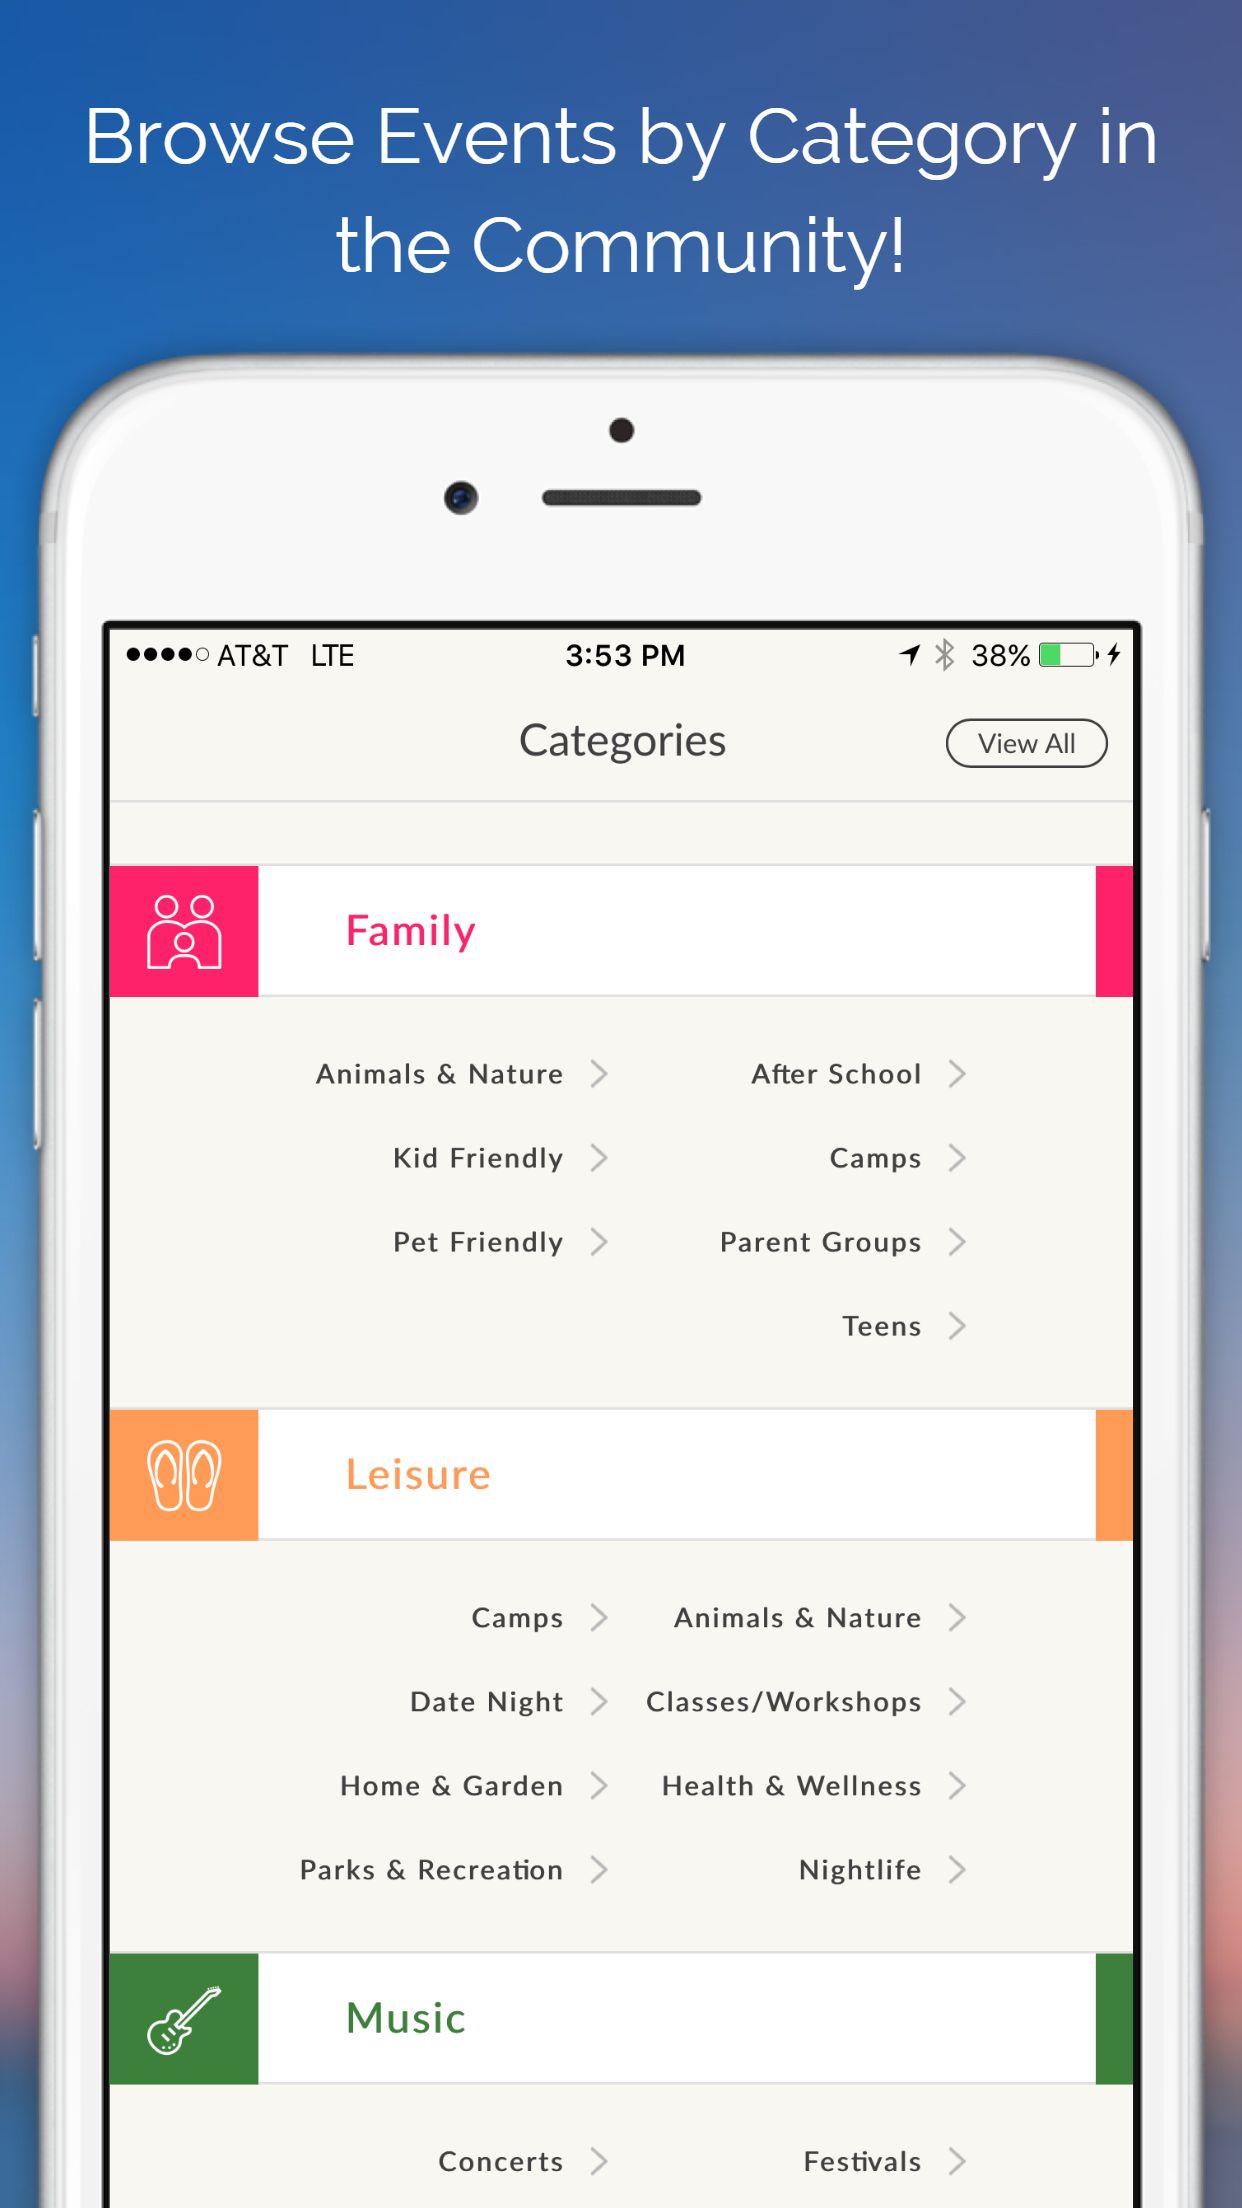 Browse Events by Category in
the Community!
AT&T LTE 3:53 PM 38%
Categories View All
Family
Animals & Nature After School
Kid Friendly Camps
Pet Friendly Parent Groups
Teens
Leisure
Camps Animals & Nature
Date Night Classes/Workshops
Home & Garden Health & Wellness
Parks & Recreation Nightlife
Music
Concerts Festivals